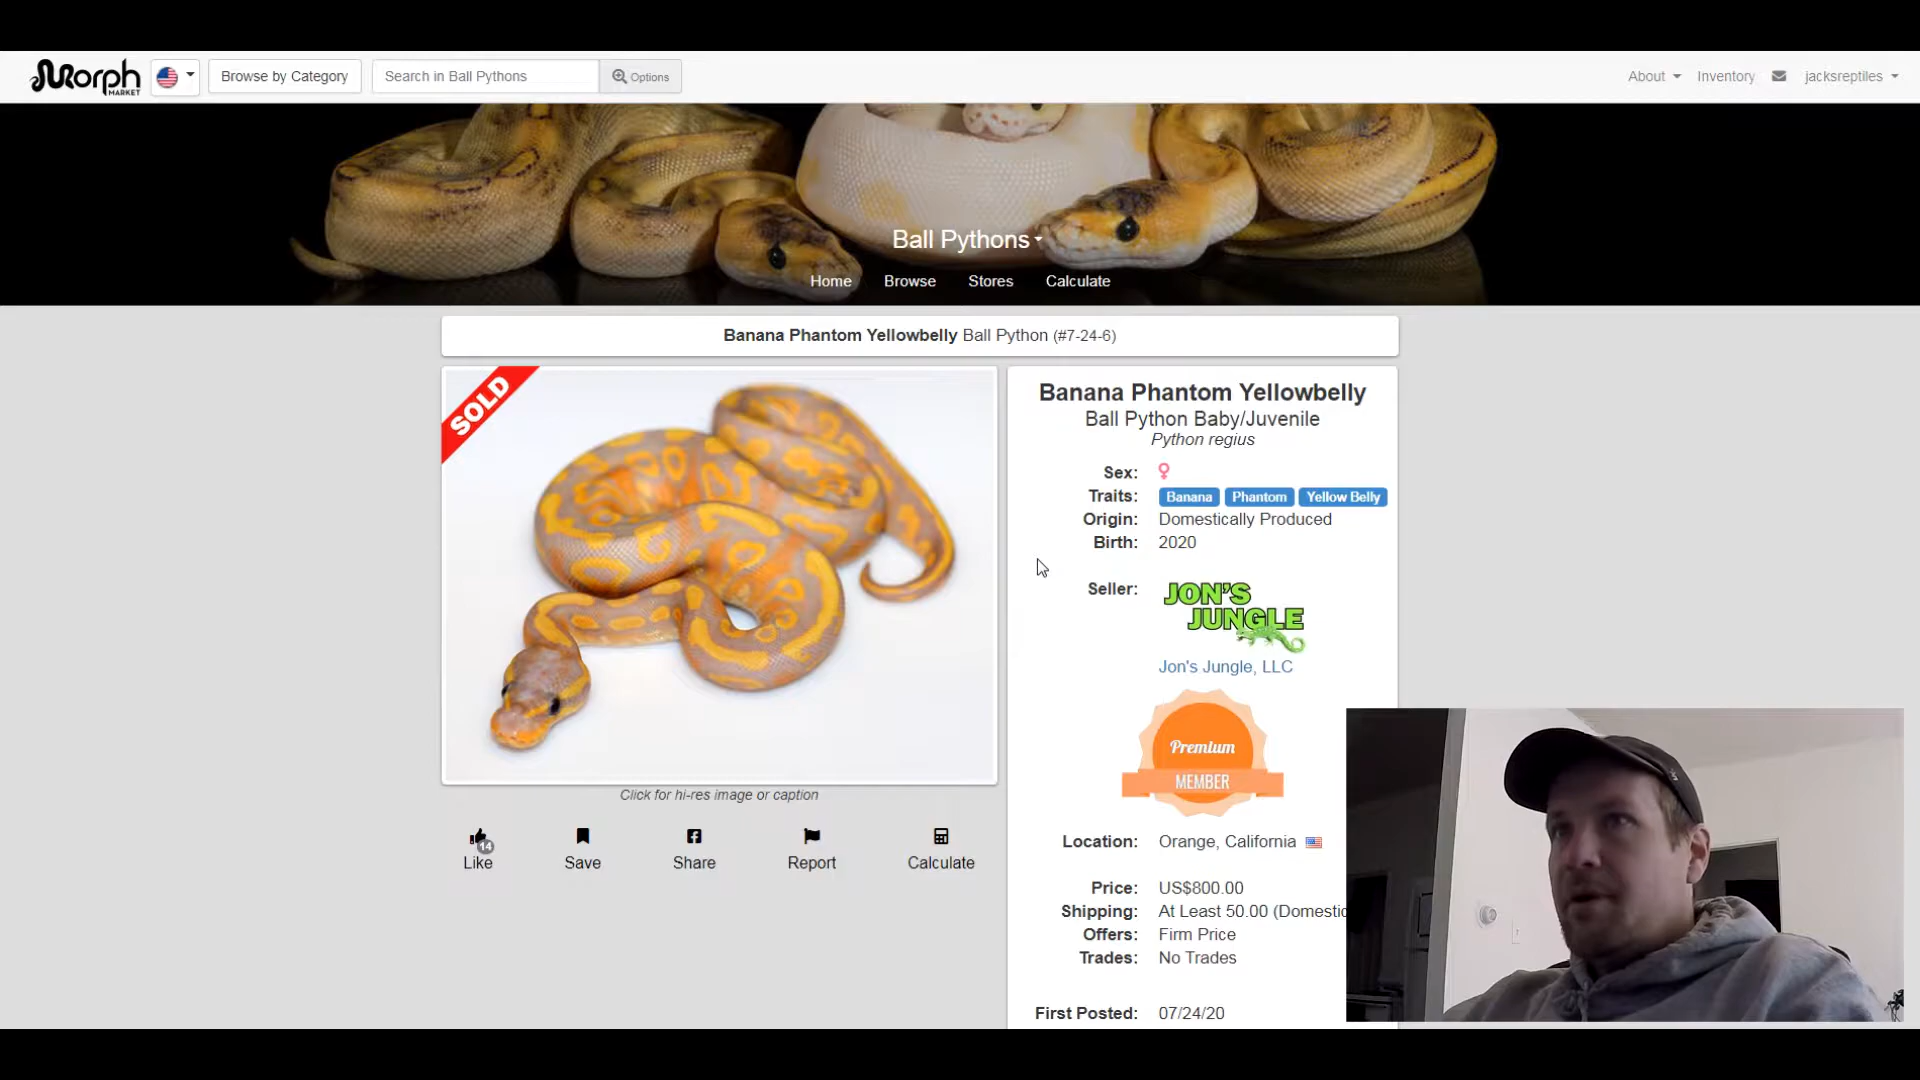 Morph
MARKET
Browse by Category
Search in Ball Pythons
Options
About
Inventory
jacksreptiles
Ball Pythons
Home
Browse
Stores
Calculate
Banana Phantom Yellowbelly Ball Python (#7-24-6)
SOLD
Click for hi-res image or caption
14
Like
Save
Share
Report
Calculate
Banana Phantom Yellowbelly
Ball Python Baby/Juvenile
Python regius
Sex: ♀
Traits: Banana Phantom Yellow Belly
Origin: Domestically Produced
Birth: 2020
Seller:
JON'S
JUNGLE
Jon's Jungle, LLC
Premium
MEMBER
Location: Orange, California
Price: US$800.00
Shipping: At Least 50.00 (Domestic
Offers: Firm Price
Trades: No Trades
First Posted: 07/24/20